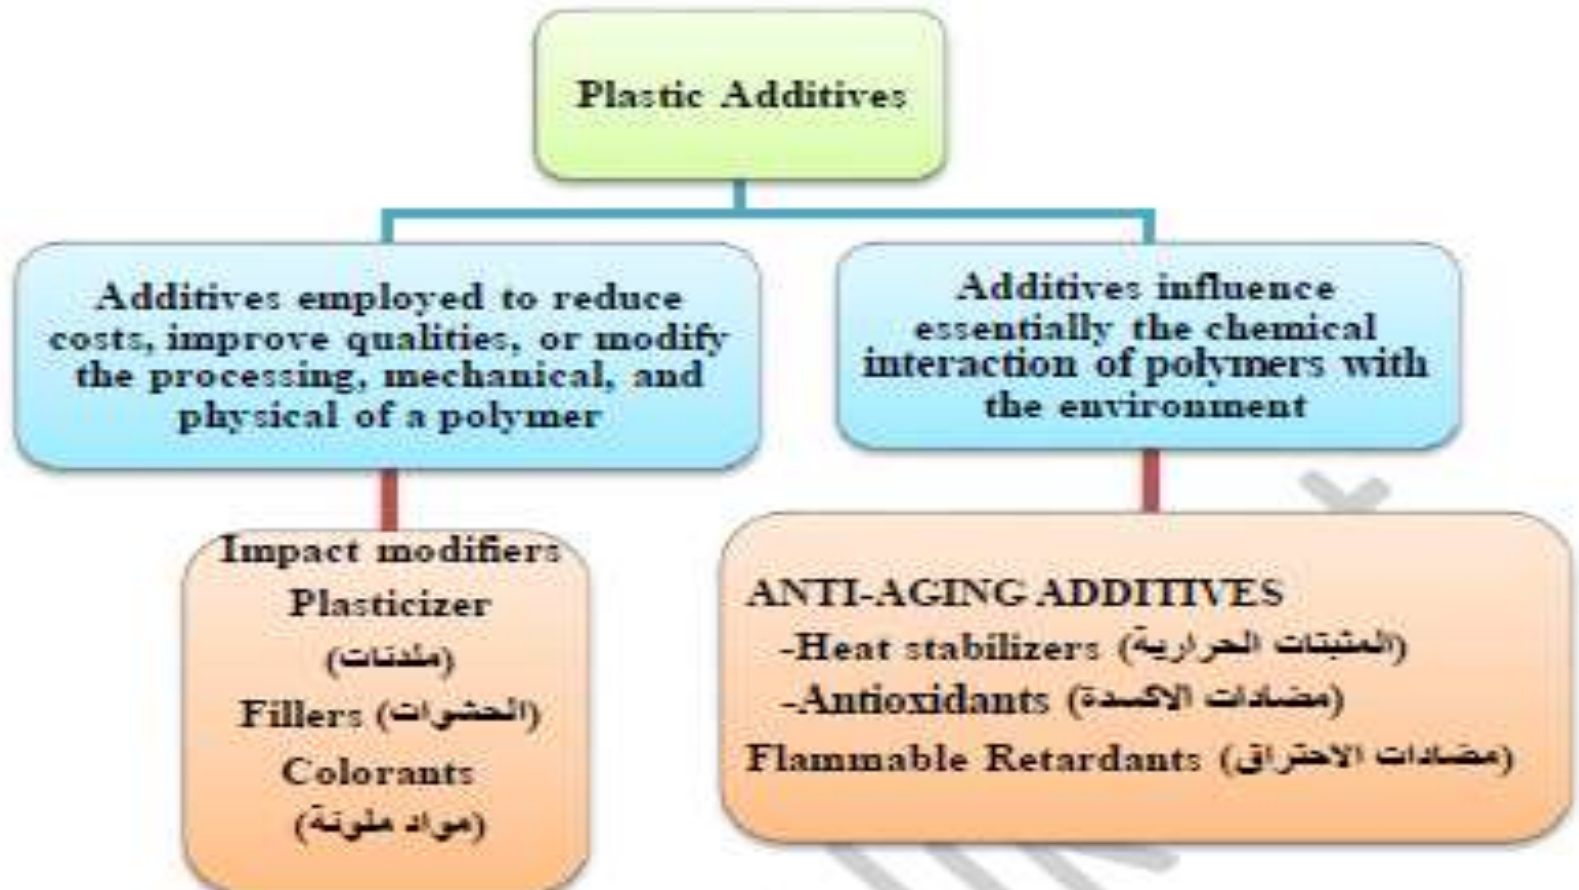 Plastic Additives
Additives employed to reduce
costs, improve qualities, or modify
the processing, mechanical, and
physical of a polymer
Additives influence
essentially the chemical
interaction of polymers with
the environment
Impact modifiers
Plasticizer
(ملدنات)
Fillers (الحشوات)
Colorants
(مواد ملونة)
ANTI-AGING ADDITIVES
-Heat stabilizers (المثبتات الحرارية)
-Antioxidants (مضادات الاكسدة)
Flammable Retardants (مضادات الاحتراق)